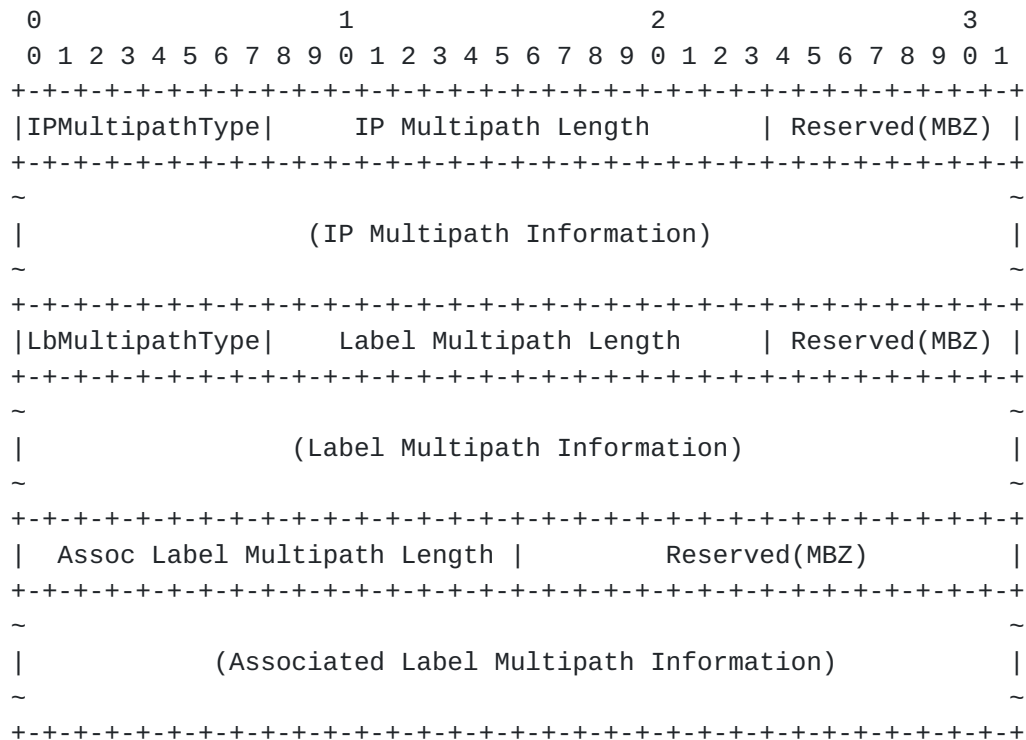 0                   1                   2                   3
 0 1 2 3 4 5 6 7 8 9 0 1 2 3 4 5 6 7 8 9 0 1 2 3 4 5 6 7 8 9 0 1
+-+-+-+-+-+-+-+-+-+-+-+-+-+-+-+-+-+-+-+-+-+-+-+-+-+-+-+-+-+-+-+-+
|IPMultipathType|     IP Multipath Length       | Reserved(MBZ) |
+-+-+-+-+-+-+-+-+-+-+-+-+-+-+-+-+-+-+-+-+-+-+-+-+-+-+-+-+-+-+-+-+
~                                                               ~
|                  (IP Multipath Information)                   |
~                                                               ~
+-+-+-+-+-+-+-+-+-+-+-+-+-+-+-+-+-+-+-+-+-+-+-+-+-+-+-+-+-+-+-+-+
|LbMultipathType|    Label Multipath Length     | Reserved(MBZ) |
+-+-+-+-+-+-+-+-+-+-+-+-+-+-+-+-+-+-+-+-+-+-+-+-+-+-+-+-+-+-+-+-+
~                                                               ~
|                 (Label Multipath Information)                 |
~                                                               ~
+-+-+-+-+-+-+-+-+-+-+-+-+-+-+-+-+-+-+-+-+-+-+-+-+-+-+-+-+-+-+-+-+
|  Assoc Label Multipath Length |         Reserved(MBZ)         |
+-+-+-+-+-+-+-+-+-+-+-+-+-+-+-+-+-+-+-+-+-+-+-+-+-+-+-+-+-+-+-+-+
~                                                               ~
|            (Associated Label Multipath Information)           |
~                                                               ~
+-+-+-+-+-+-+-+-+-+-+-+-+-+-+-+-+-+-+-+-+-+-+-+-+-+-+-+-+-+-+-+-+